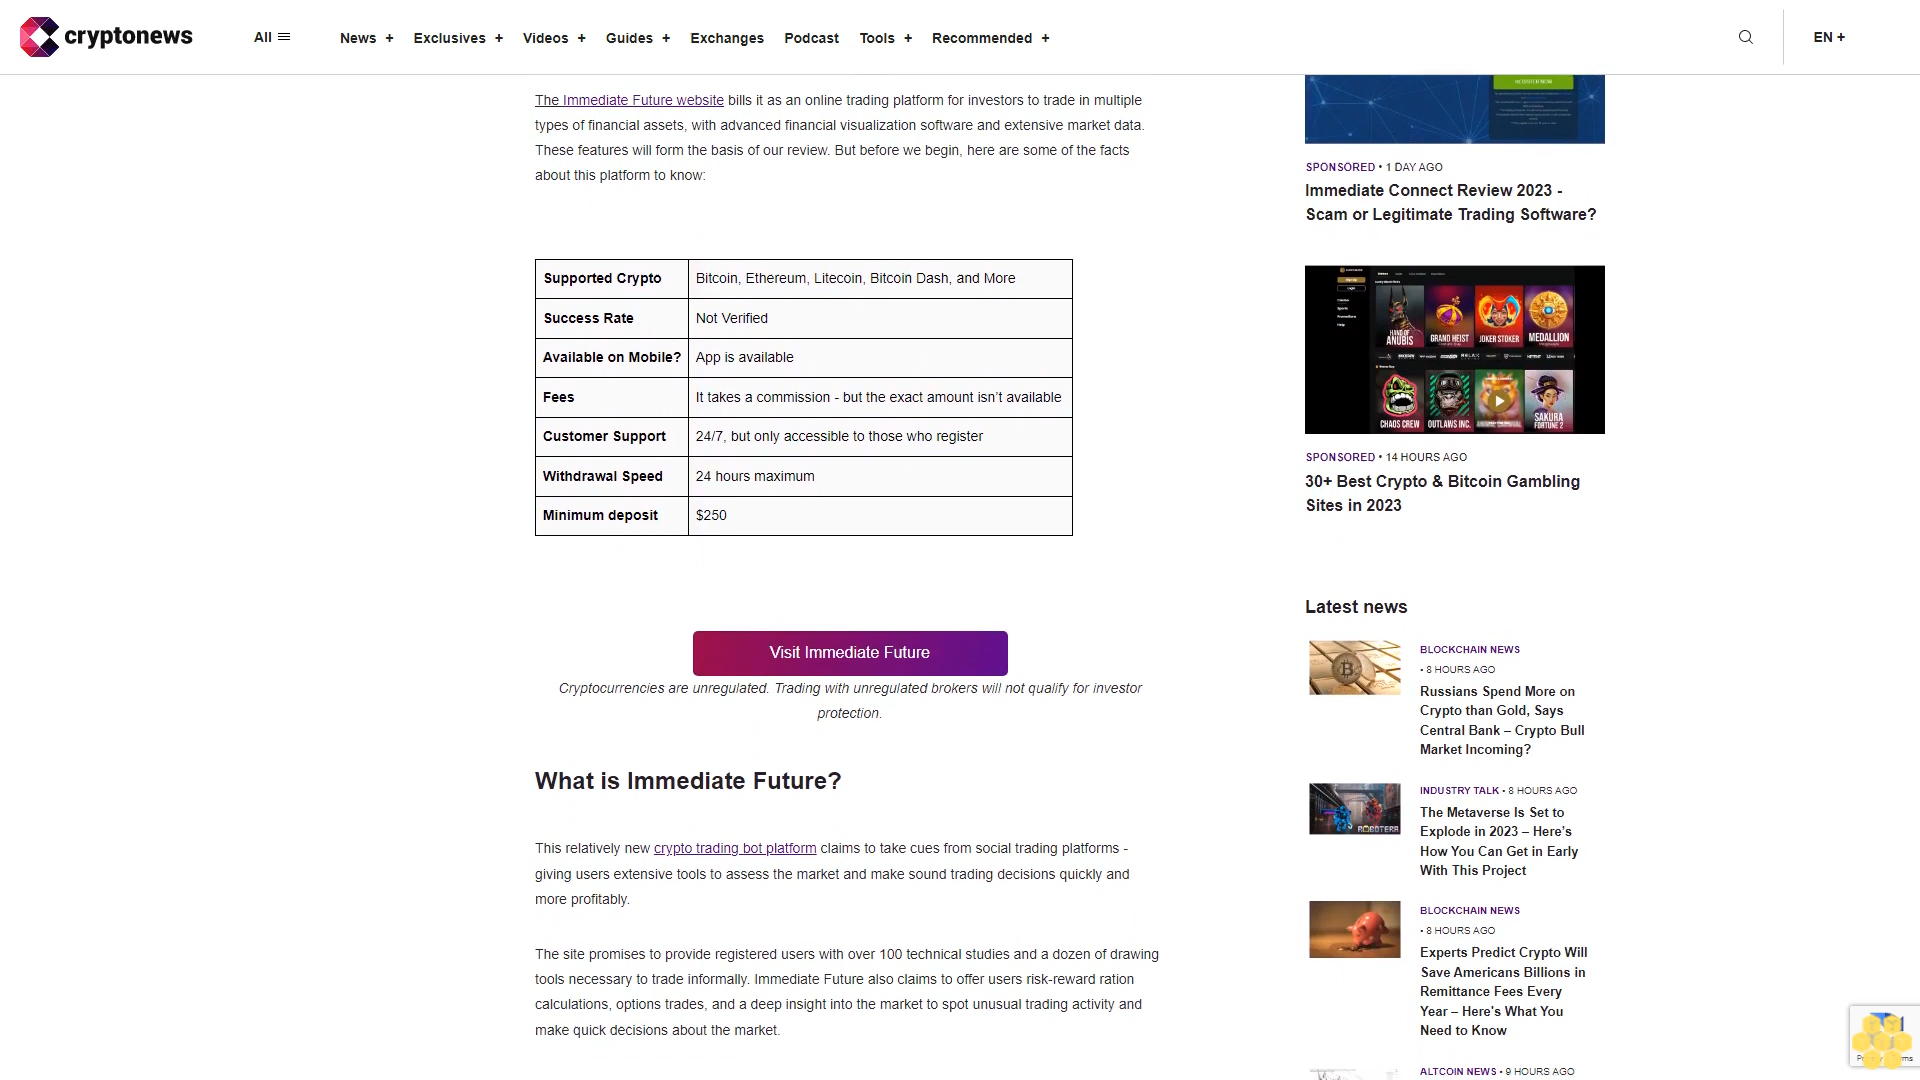 cryptonews
All
News +
Exclusives +
Videos +
Guides +
Exchanges
Podcast
Tools +
Recommended +
EN +
The Immediate Future website bills it as an online trading platform for investors to trade in multiple
types of financial assets, with advanced financial visualization software and extensive market data.
These features will form the basis of our review. But before we begin, here are some of the facts
about this platform to know:
Supported Crypto Bitcoin, Ethereum, Litecoin, Bitcoin Dash, and More
Success Rate Not Verified
Available on Mobile? App is available
Fees It takes a commission - but the exact amount isn’t available
Customer Support 24/7, but only accessible to those who register
Withdrawal Speed 24 hours maximum
Minimum deposit $250
Visit Immediate Future
Cryptocurrencies are unregulated. Trading with unregulated brokers will not qualify for investor
protection.
What is Immediate Future?
This relatively new crypto trading bot platform claims to take cues from social trading platforms -
giving users extensive tools to assess the market and make sound trading decisions quickly and
more profitably.
The site promises to provide registered users with over 100 technical studies and a dozen of drawing
tools necessary to trade informally. Immediate Future also claims to offer users risk-reward ration
calculations, options trades, and a deep insight into the market to spot unusual trading activity and
make quick decisions about the market.
SPONSORED • 1 DAY AGO
Immediate Connect Review 2023 -
Scam or Legitimate Trading Software?
HAND OF
ANUBIS
GRAND HEIST
JOKER STOKER
MEDALLION
CHAOS CREW
OUTLAWS INC.
SAKURA
FORTUNE 2
SPONSORED • 14 HOURS AGO
30+ Best Crypto & Bitcoin Gambling
Sites in 2023
Latest news
BLOCKCHAIN NEWS
• 8 HOURS AGO
Russians Spend More on
Crypto than Gold, Says
Central Bank – Crypto Bull
Market Incoming?
ROBOTERA
INDUSTRY TALK • 8 HOURS AGO
The Metaverse Is Set to
Explode in 2023 – Here’s
How You Can Get in Early
With This Project
BLOCKCHAIN NEWS
• 8 HOURS AGO
Experts Predict Crypto Will
Save Americans Billions in
Remittance Fees Every
Year – Here's What You
Need to Know
ALTCOIN NEWS • 9 HOURS AGO